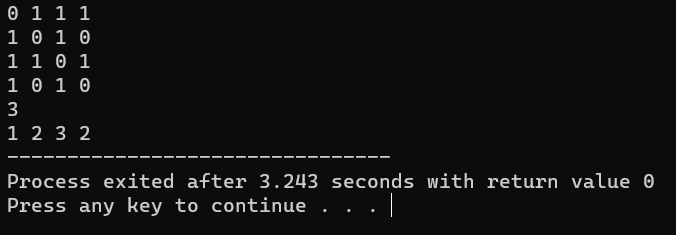 0 1 1 1
1 0 1 0
1 1 0 1
1 0 1 0
3
1 2 3 2
--------------------------------
Process exited after 3.243 seconds with return value 0
Press any key to continue . . .